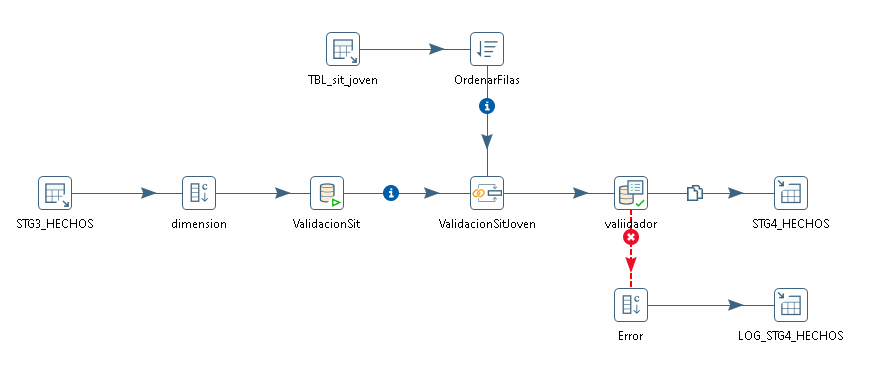 TBL_sit_joven
OrdenarFilas
STG3_HECHOS
dimension
ValidacionSit
ValidacionSitJoven
valiidador
STG4_HECHOS
Error
LOG_STG4_HECHOS